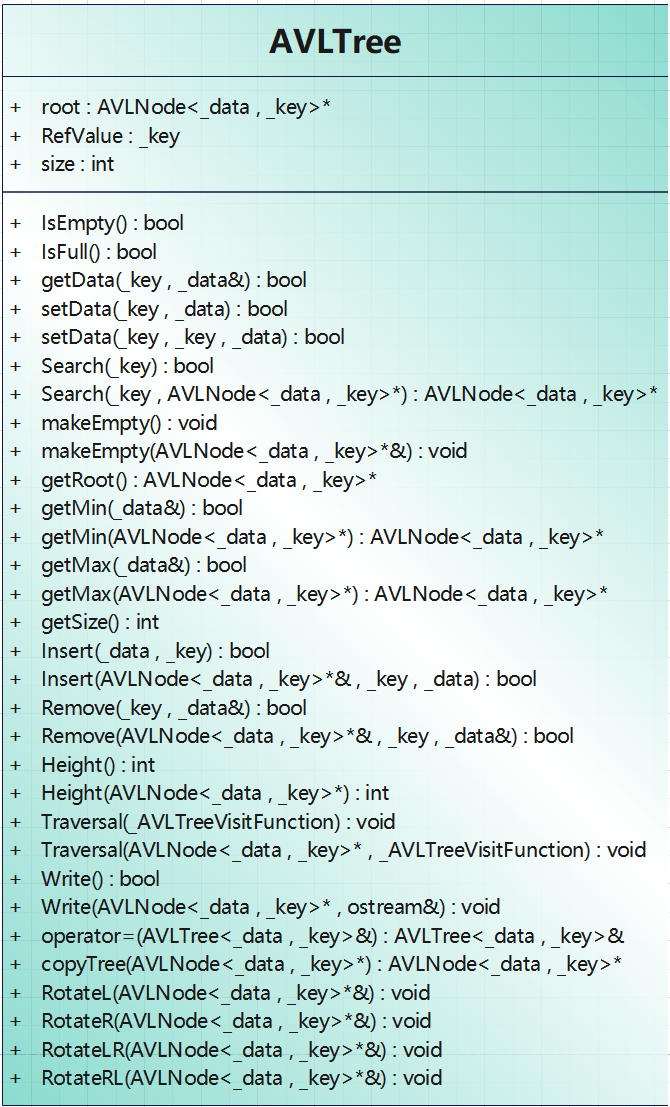 AVLTree
+ root : AVLNode<_data , _key>*
+ RefValue : _key
+ size : int
+ IsEmpty() : bool
+ IsFull() : bool
+ getData(_key , _data&) : bool
+ setData(_key , _data) : bool
+ setData(_key , _key , _data) : bool
+ Search(_key) : bool
+ Search(_key , AVLNode<_data , _key>*) : AVLNode<_data , _key>*
+ makeEmpty() : void
+ makeEmpty(AVLNode<_data , _key>*&) : void
+ getRoot() : AVLNode<_data , _key>*
+ getMin(_data&) : bool
+ getMin(AVLNode<_data , _key>*) : AVLNode<_data , _key>*
+ getMax(_data&) : bool
+ getMax(AVLNode<_data , _key>*) : AVLNode<_data , _key>*
+ getSize() : int
+ Insert(_data , _key) : bool
+ Insert(AVLNode<_data , _key>*& , _key , _data) : bool
+ Remove(_key , _data&) : bool
+ Remove(AVLNode<_data , _key>*& , _key , _data&) : bool
+ Height() : int
+ Height(AVLNode<_data , _key>*) : int
+ Traversal(_AVLTreeVisitFunction) : void
+ Traversal(AVLNode<_data , _key>* , _AVLTreeVisitFunction) : void
+ Write() : bool
+ Write(AVLNode<_data , _key>* , ostream&) : void
+ operator=(AVLTree<_data , _key>&) : AVLTree<_data , _key>&
+ copyTree(AVLNode<_data , _key>*) : AVLNode<_data , _key>*
+ RotateL(AVLNode<_data , _key>*&) : void
+ RotateR(AVLNode<_data , _key>*&) : void
+ RotateLR(AVLNode<_data , _key>*&) : void
+ RotateRL(AVLNode<_data , _key>*&) : void